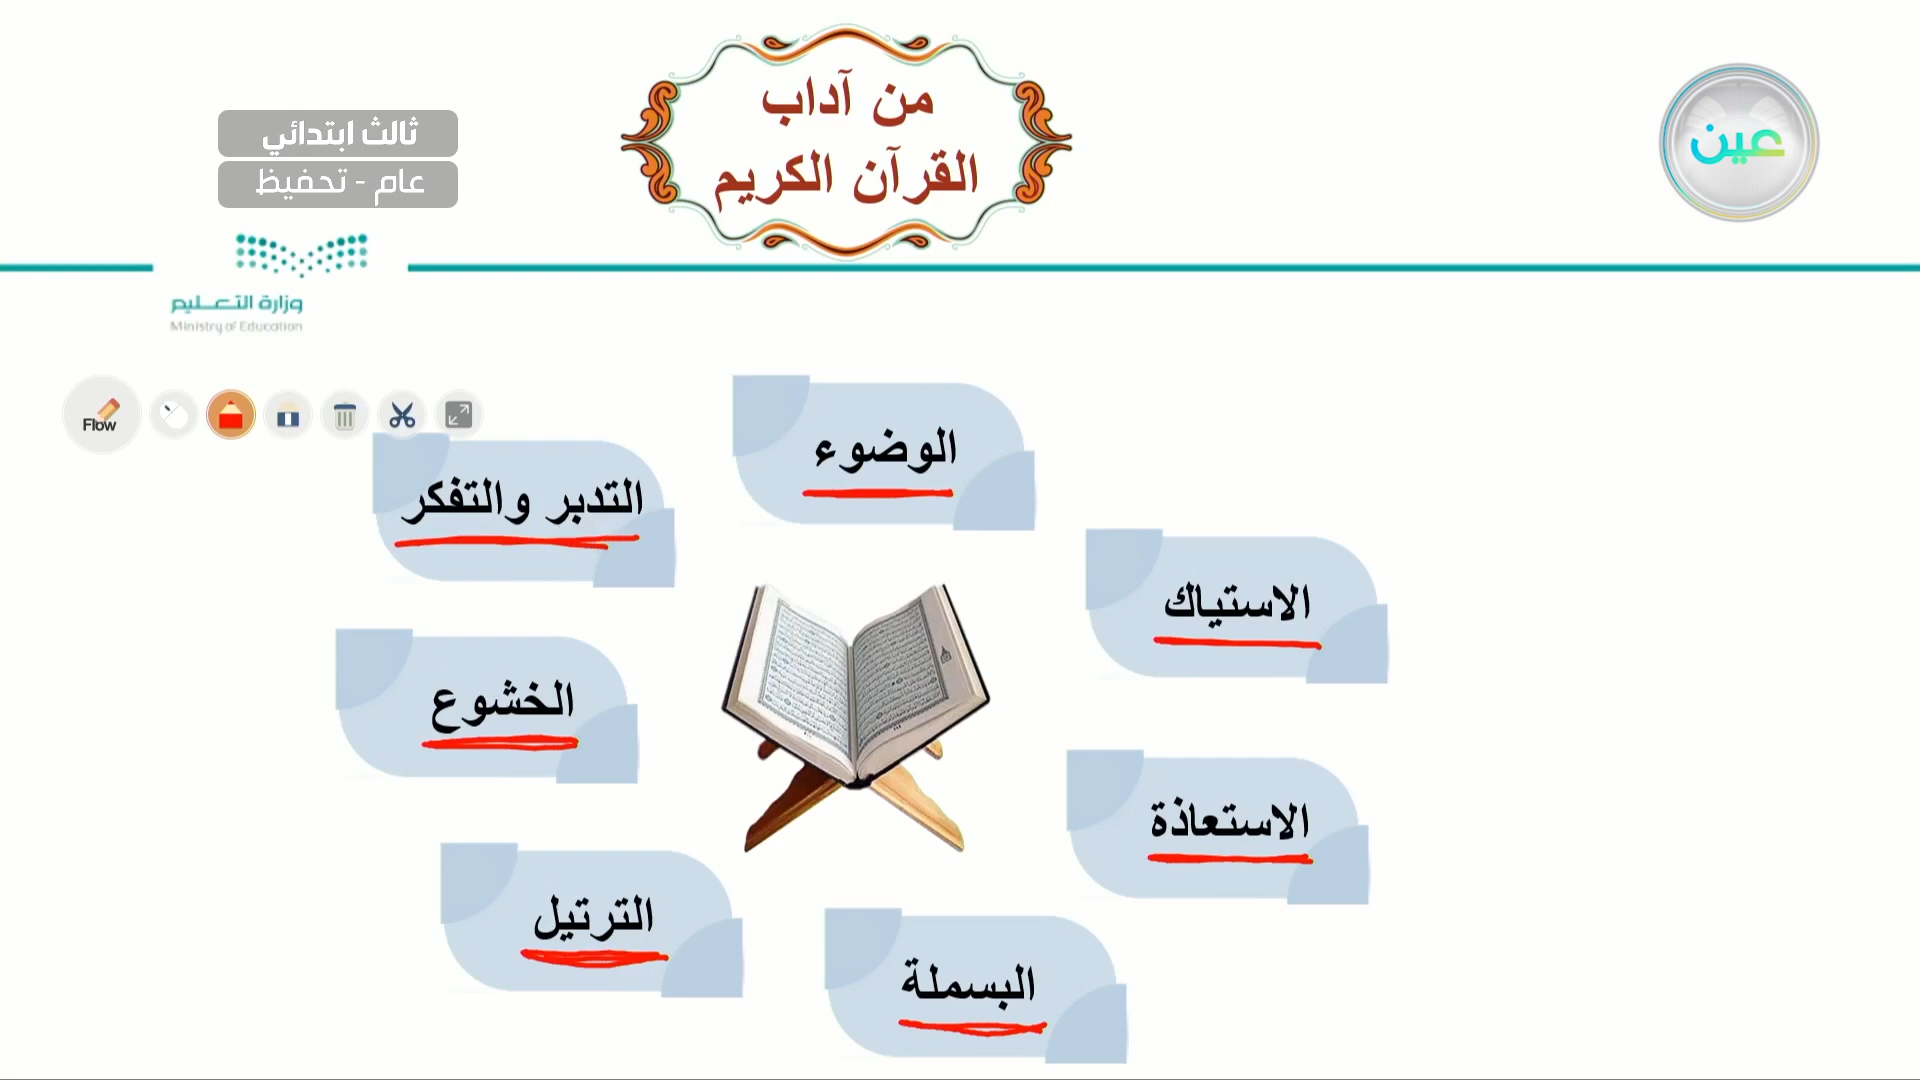 من آداب
القرآن الكريم
عين
ثالث ابتدائي
عام - تحفيظ
وزارة التعليم
Ministry of Education
Flow
الوضوء
الاستياك
الاستعاذة
البسملة
الترتيل
الخشوع
التدبر والتفكر